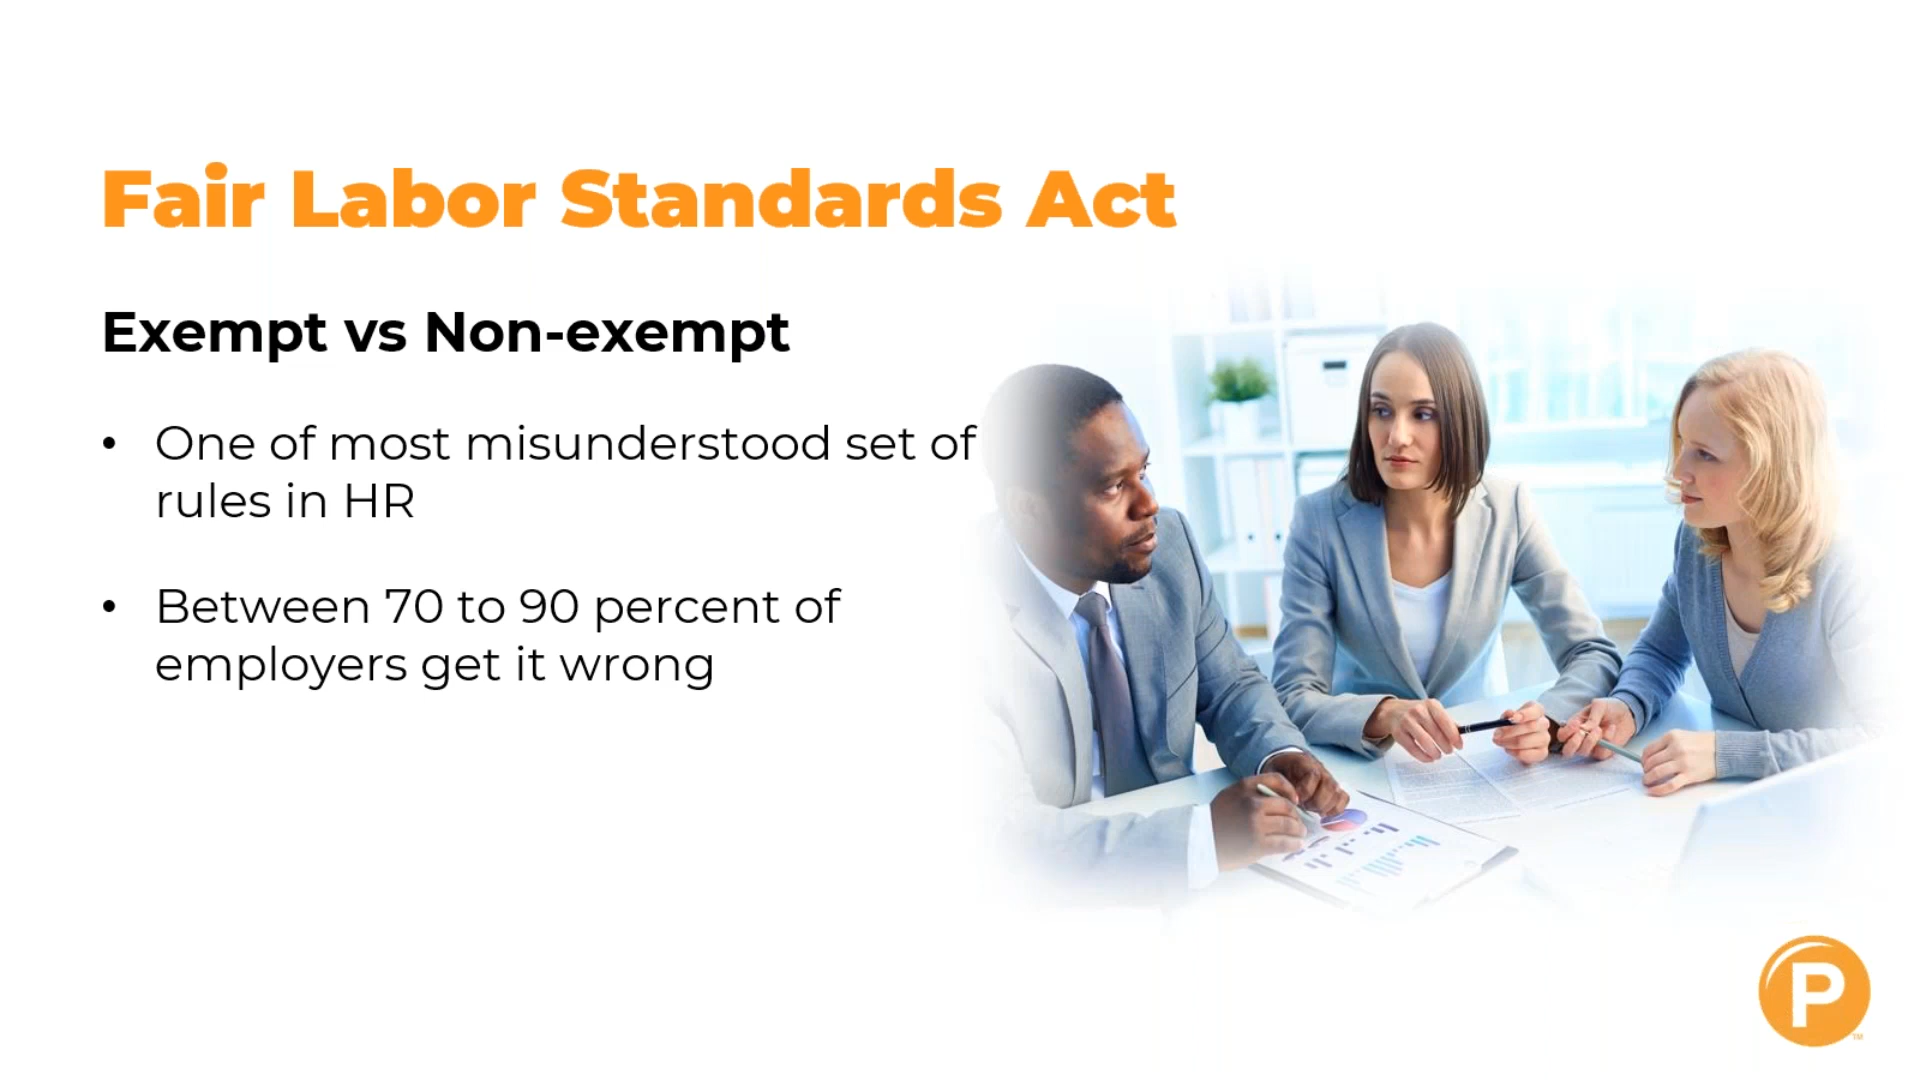 Fair Labor Standards Act
Exempt vs Non-exempt
• One of most misunderstood set of
rules in HR
• Between 70 to 90 percent of
employers get it wrong
P
TM